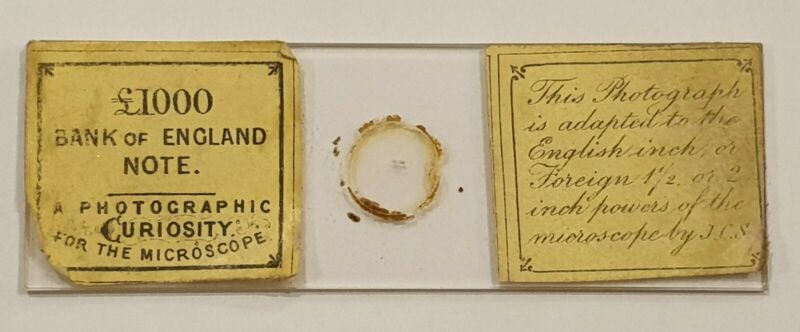 £1000
BANK OF ENGLAND
NOTE.
A PHOTOGRAPHIC
CURIOSITY.
FOR THE MICROSCOPE
This Photograph
is adapted to the
English inch, or
Foreign 1½, or 2
inch powers of the
microscope by J.C.S.